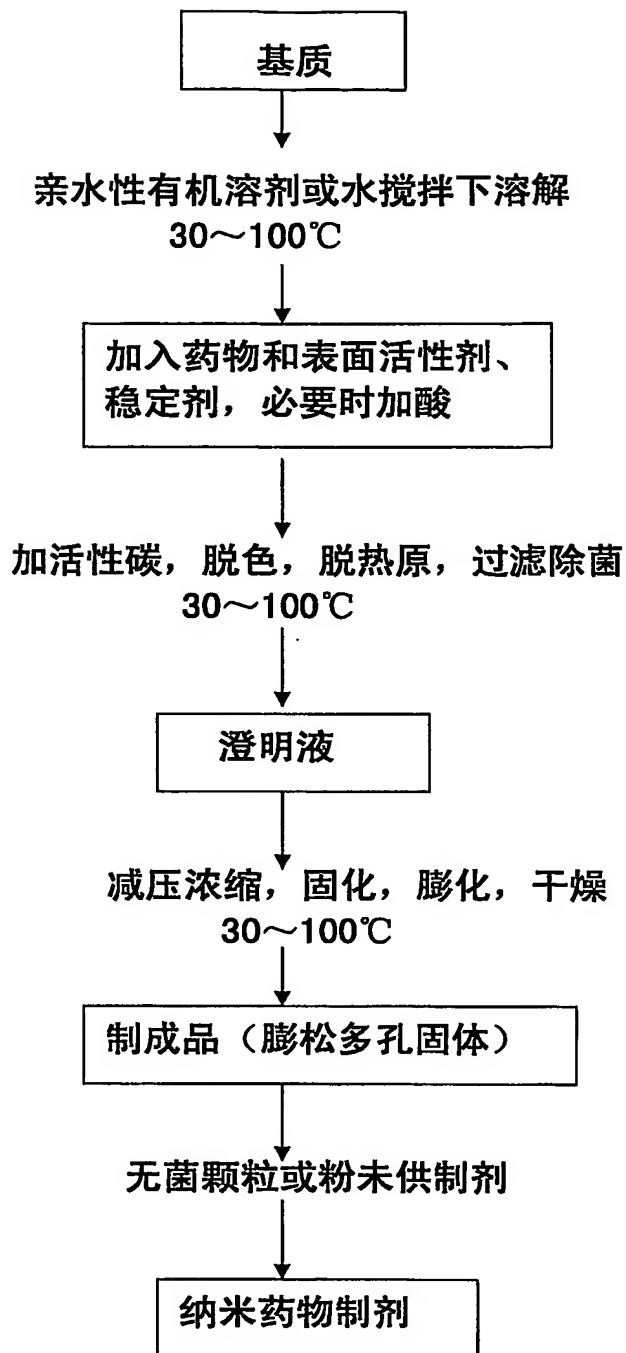 基质
亲水性有机溶剂或水搅拌下溶解
30～100℃
加入药物和表面活性剂、
稳定剂，必要时加酸
加活性碳，脱色，脱热原，过滤除菌
30～100℃
澄明液
减压浓缩，固化，膨化，干燥
30～100℃
制成品（膨松多孔固体）
无菌颗粒或粉未供制剂
纳米药物制剂